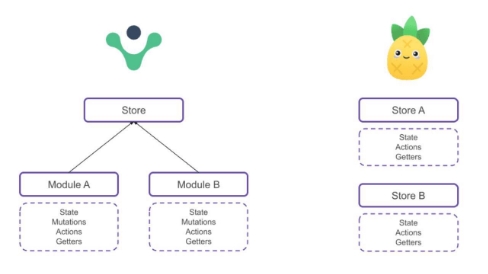 Store
Module A
State
Mutations
Actions
Getters
Module B
State
Mutations
Actions
Getters
Store A
State
Actions
Getters
Store B
State
Actions
Getters